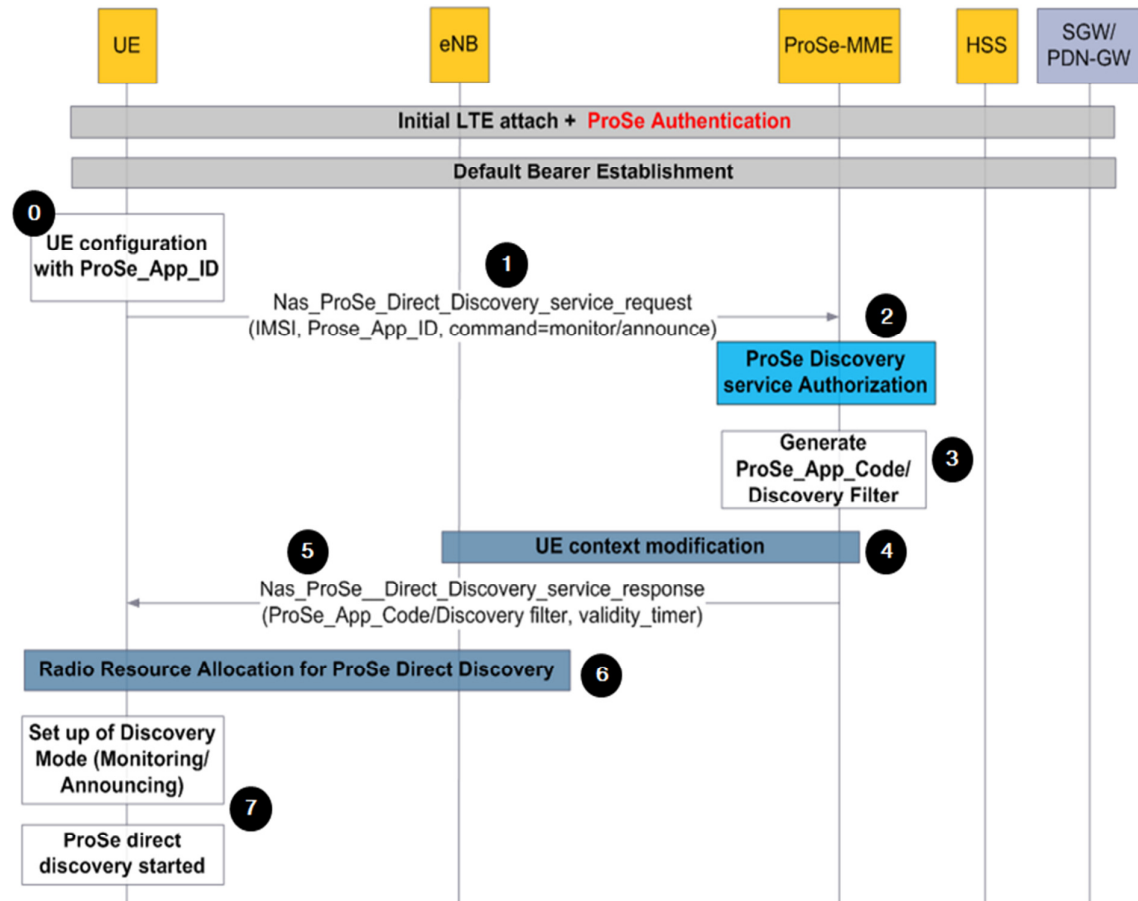 UE
eNB
ProSe-MME
HSS
SGW/
PDN-GW
Initial LTE attach + ProSe Authentication
Default Bearer Establishment
0
UE configuration
with ProSe_App_ID
1
Nas_ProSe_Direct_Discovery_service_request
(IMSI, Prose_App_ID, command=monitor/announce)
2
ProSe Discovery
service Authorization
Generate
ProSe_App_Code/
Discovery Filter
3
UE context modification
4
5
Nas_ProSe__Direct_Discovery_service_response
(ProSe_App_Code/Discovery filter, validity_timer)
Radio Resource Allocation for ProSe Direct Discovery
6
Set up of Discovery
Mode (Monitoring/
Announcing)
7
ProSe direct
discovery started